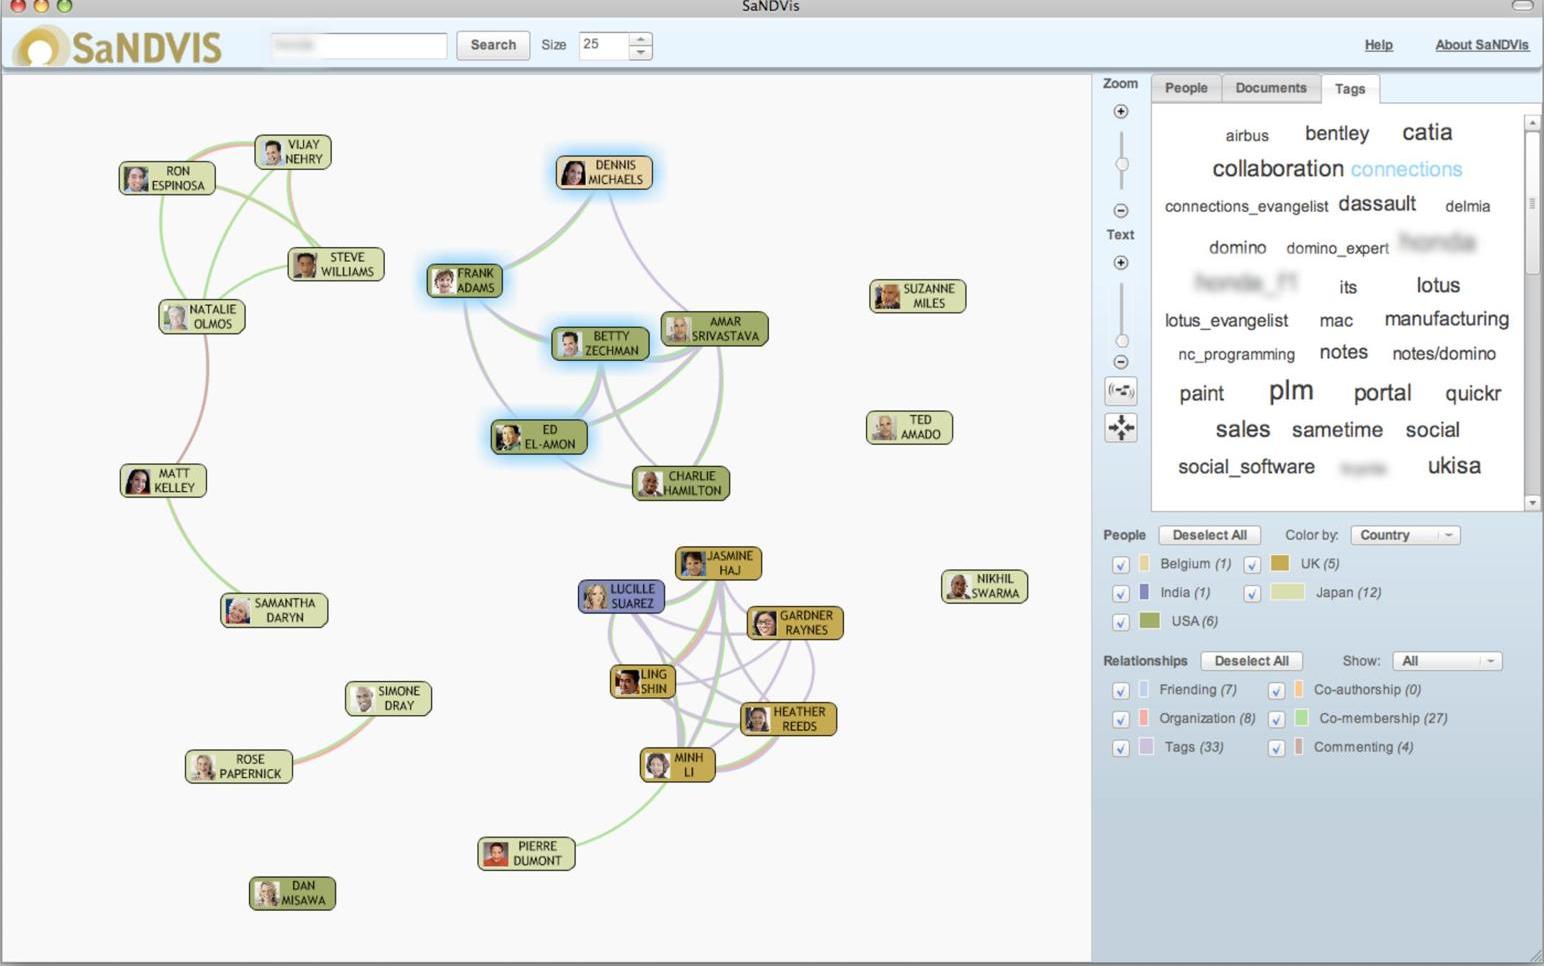 SaNDVis
SaNDVIS
Search
Size
25
Help
About SaNDVis
VIJAY
NEHRY
RON
ESPINOSA
STEVE
WILLIAMS
NATALIE
OLMOS
MATT
KELLEY
SAMANTHA
DARYN
SIMONE
DRAY
ROSE
PAPERNICK
DAN
MISAWA
DENNIS
MICHAELS
FRANK
ADAMS
BETTY
ZECHMAN
AMAR
SRIVASTAVA
ED
EL-AMON
CHARLIE
HAMILTON
JASMINE
HAJ
LUCILLE
SUAREZ
GARDNER
RAYNES
LING
SHIN
HEATHER
REEDS
MINH
LI
PIERRE
DUMONT
SUZANNE
MILES
TED
AMADO
NIKHIL
SWARMA
Zoom
Text
People Documents Tags
airbus bentley catia
collaboration connections
connections_evangelist dassault delmia
domino domino_expert
its lotus
lotus_evangelist mac manufacturing
nc_programming notes notes/domino
paint plm portal quickr
sales sametime social
social_software ukisa
People Deselect All Color by: Country
Belgium (1) UK (5)
India (1) Japan (12)
USA (6)
Relationships Deselect All Show: All
Friending (7) Co-authorship (0)
Organization (8) Co-membership (27)
Tags (33) Commenting (4)